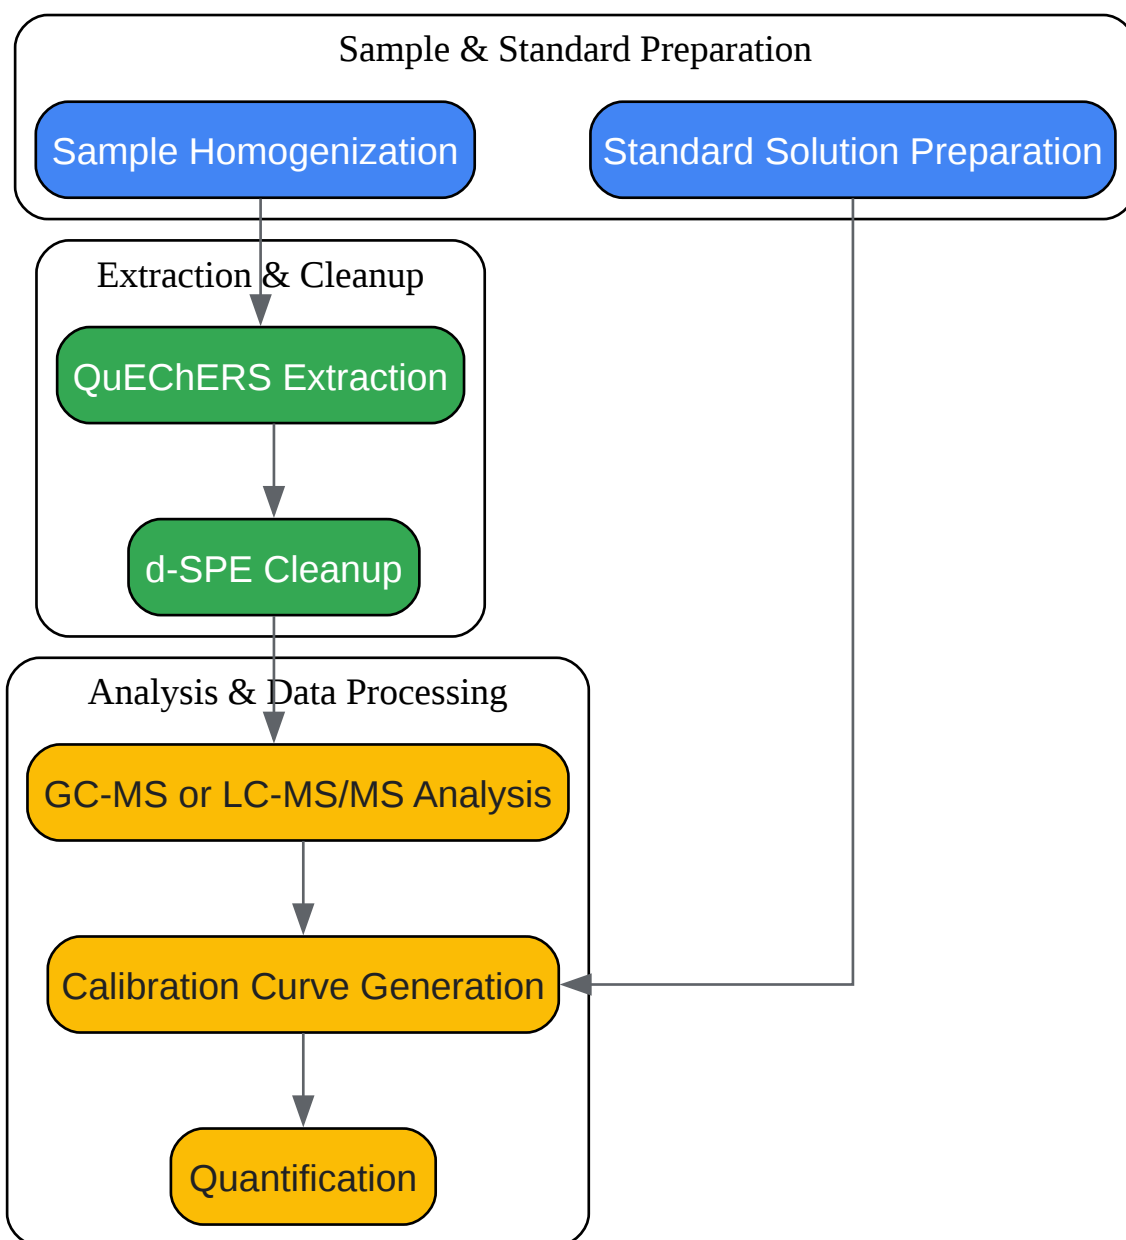 Sample & Standard Preparation
Sample Homogenization
Standard Solution Preparation
Extraction & Cleanup
QuEChERS Extraction
d-SPE Cleanup
Analysis & Data Processing
GC-MS or LC-MS/MS Analysis
Calibration Curve Generation
Quantification